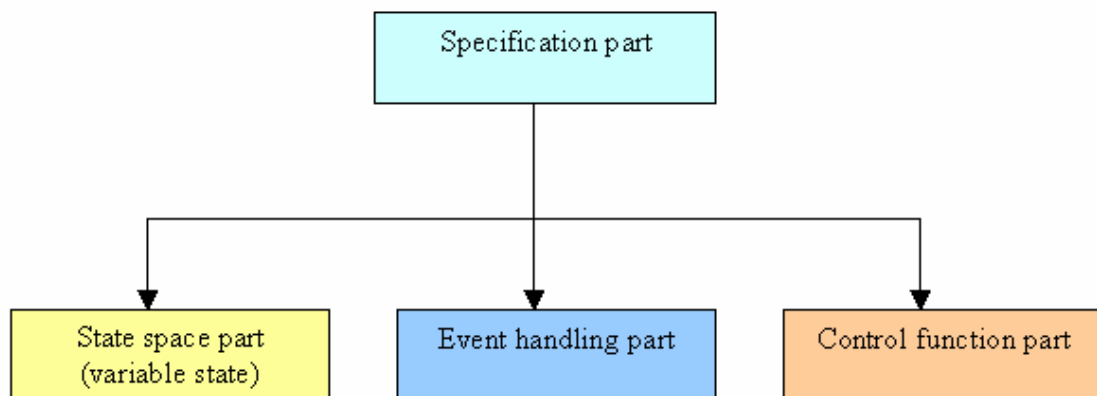 Specification part
State space part
(variable state)
Event handling part
Control function part